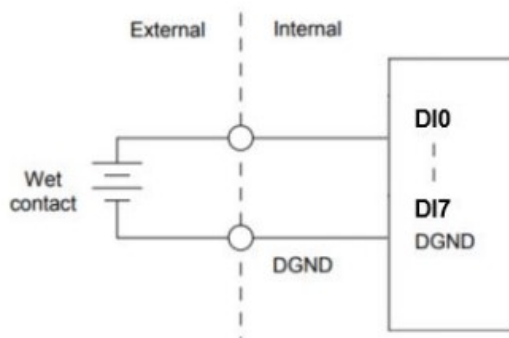 External
Internal
DI0
Wet
contact
DI7
DGND
DGND